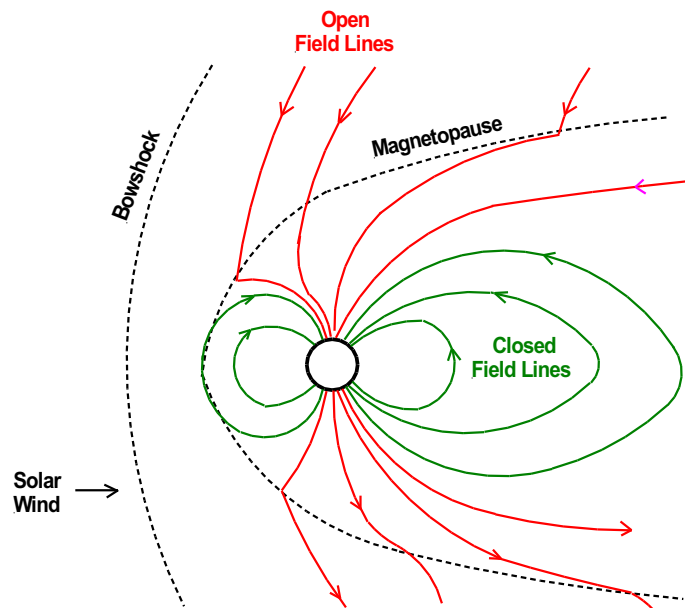 Open
Field Lines
Magnetopause
Bowshock
Closed
Field Lines
Solar
Wind